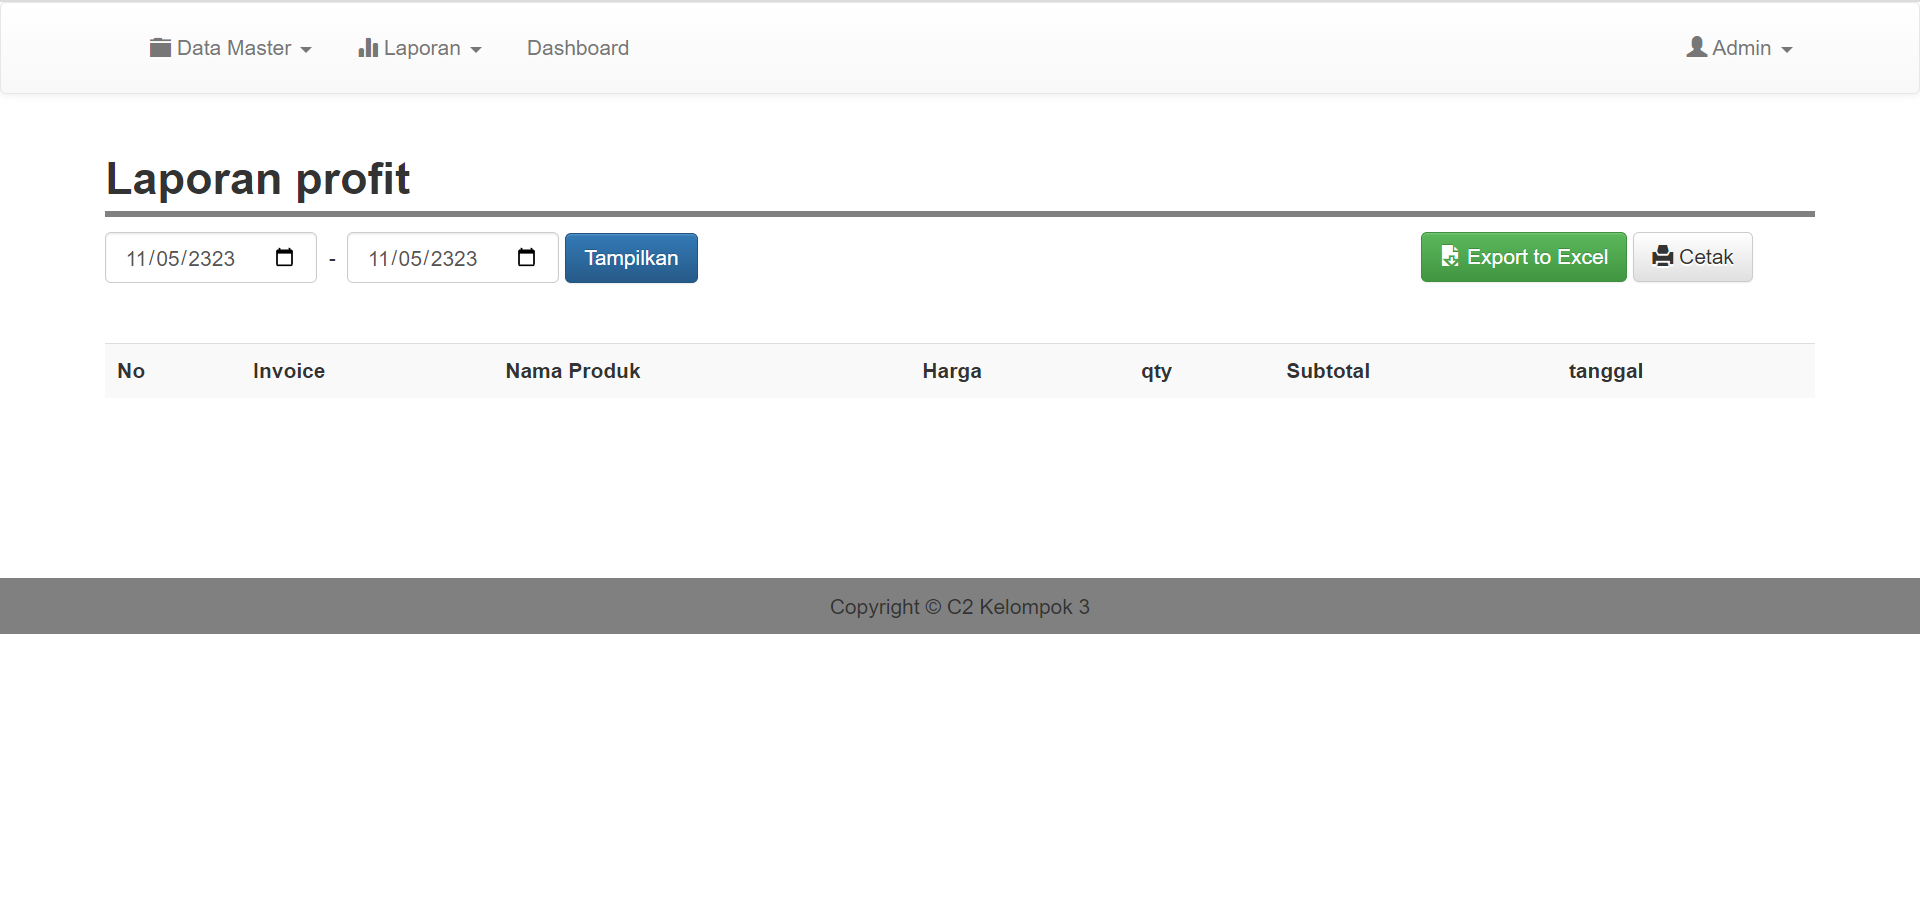 Data Master Laporan Dashboard Admin
Laporan profit
11/05/2323 - 11/05/2323 Tampilkan Export to Excel Cetak
No Invoice Nama Produk Harga qty Subtotal tanggal
Copyright © C2 Kelompok 3